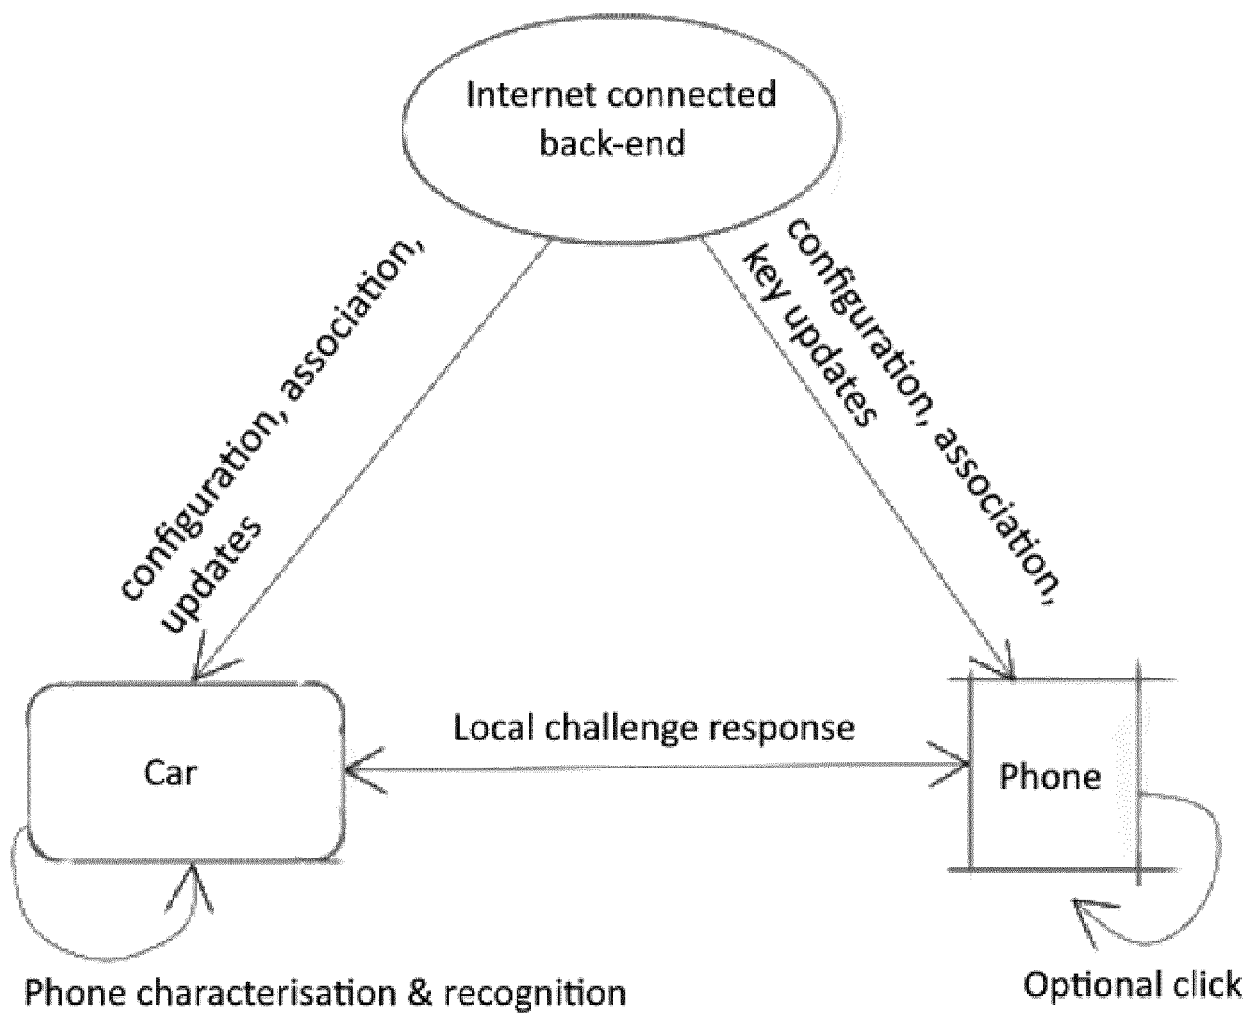 Internet connected
back-end
configuration, association,
updates
configuration, association,
key updates
Local challenge response
Car
Phone
Phone characterisation & recognition
Optional click